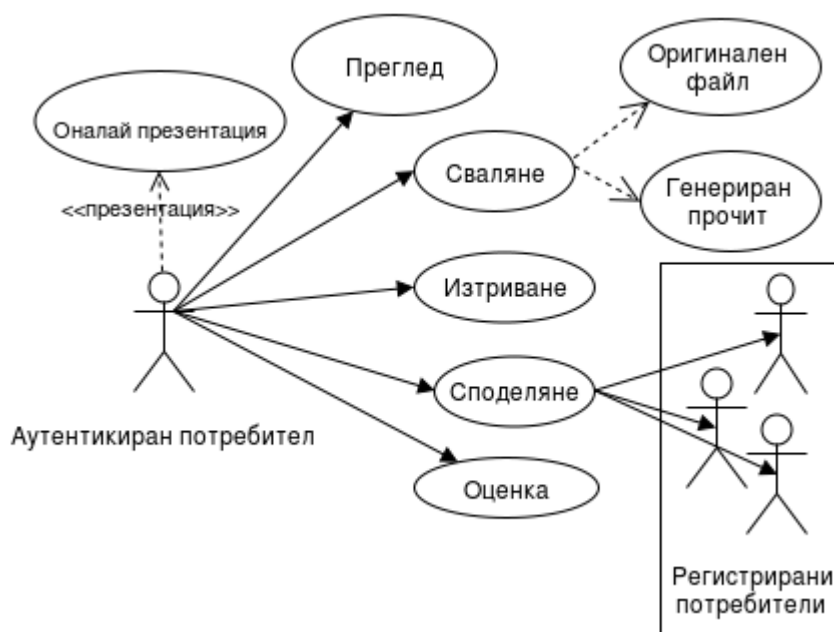 Преглед
Оригинален
файл
Оналай презентация
Сваляне
<<презентация>>
Генериран
прочит
Изтриване
Споделяне
Аутентикиран потребител
Оценка
Регистрирани
потребители